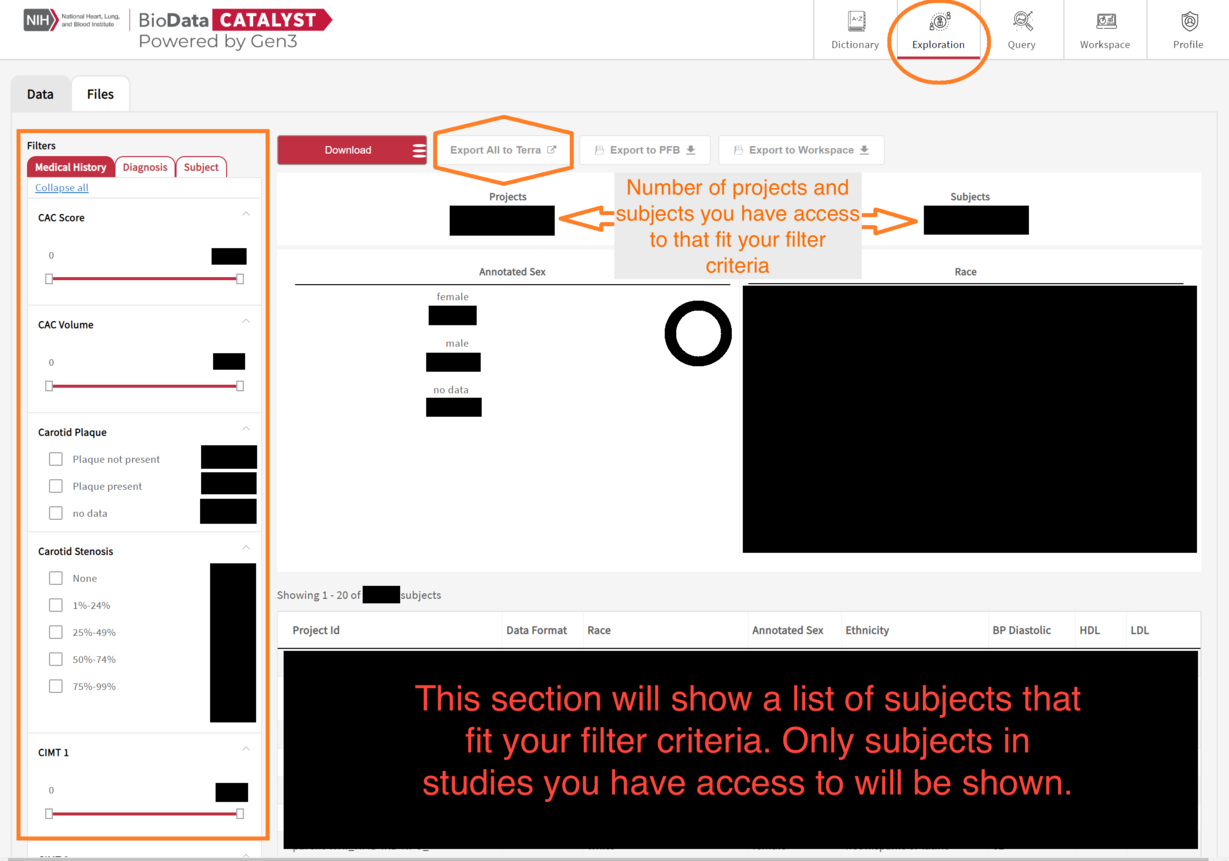 NIH National Heart, Lung, and Blood Institute
BioData CATALYST
Powered by Gen3
Dictionary
Exploration
Query
Workspace
Profile
Data
Files
Filters
Medical History
Diagnosis
Subject
Collapse all
CAC Score
0
CAC Volume
0
Carotid Plaque
Plaque not present
Plaque present
no data
Carotid Stenosis
None
1%-24%
25%-49%
50%-74%
75%-99%
CIMT 1
0
Download
Export All to Terra
Export to PFB
Export to Workspace
Projects
Number of projects and
subjects you have access
to that fit your filter
criteria
Subjects
Annotated Sex
female
male
no data
Race
Showing 1 - 20 of
subjects
Project Id
Data Format
Race
Annotated Sex
Ethnicity
BP Diastolic
HDL
LDL
This section will show a list of subjects that
fit your filter criteria. Only subjects in
studies you have access to will be shown.